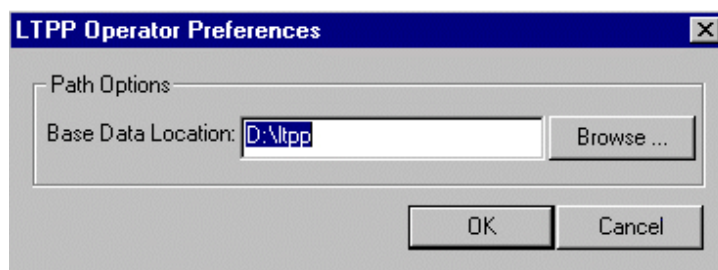 LTPP Operator Preferences
Path Options
Base Data Location: D:\ltpp Browse ...
OK Cancel